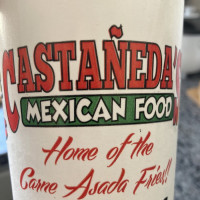 CASTAÑEDA'S
MEXICAN FOOD
Home of the
Carne Asada Fries!!